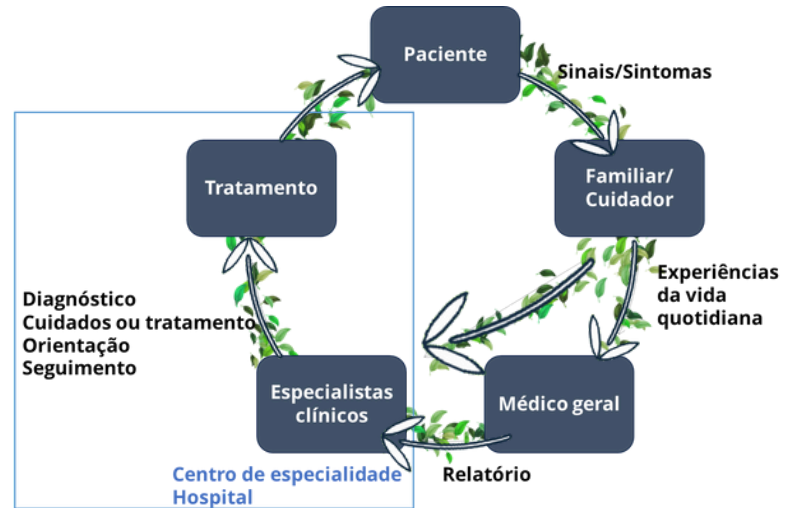 Paciente
Sinais/Sintomas
Familiar/
Cuidador
Experiências
da vida
quotidiana
Médico geral
Relatório
Especialistas
clínicos
Centro de especialidade
Hospital
Diagnóstico
Cuidados ou tratamento
Orientação
Seguimento
Tratamento